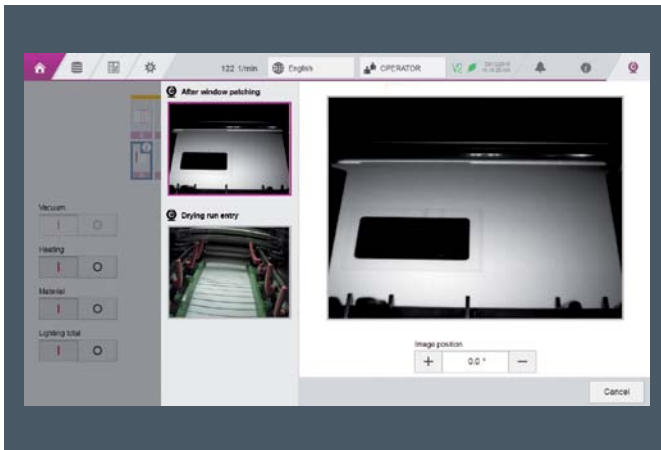 122 1/min
English
OPERATOR
V2
After window patching
Drying run entry
Vacuum
I
O
Heating
I
O
Material
I
O
Lighting total
I
O
Image position
+
0.0 °
−
Cancel